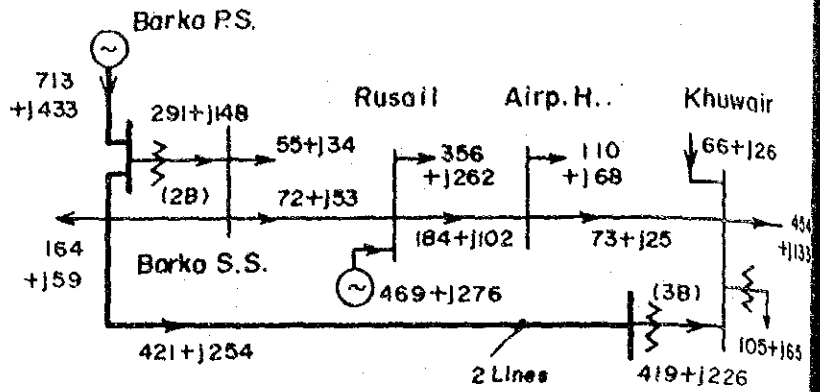 Barka P.S.
713
+j433
291+j148
(2B)
55+j34
72+j53
164
+j59
Barka S.S.
Rusail
356
+j262
184+j102
469+j276
Airp. H..
110
+j68
73+j25
Khuwair
66+j26
454
+j133
(3B)
105+j65
421+j254
2 Lines
419+j226